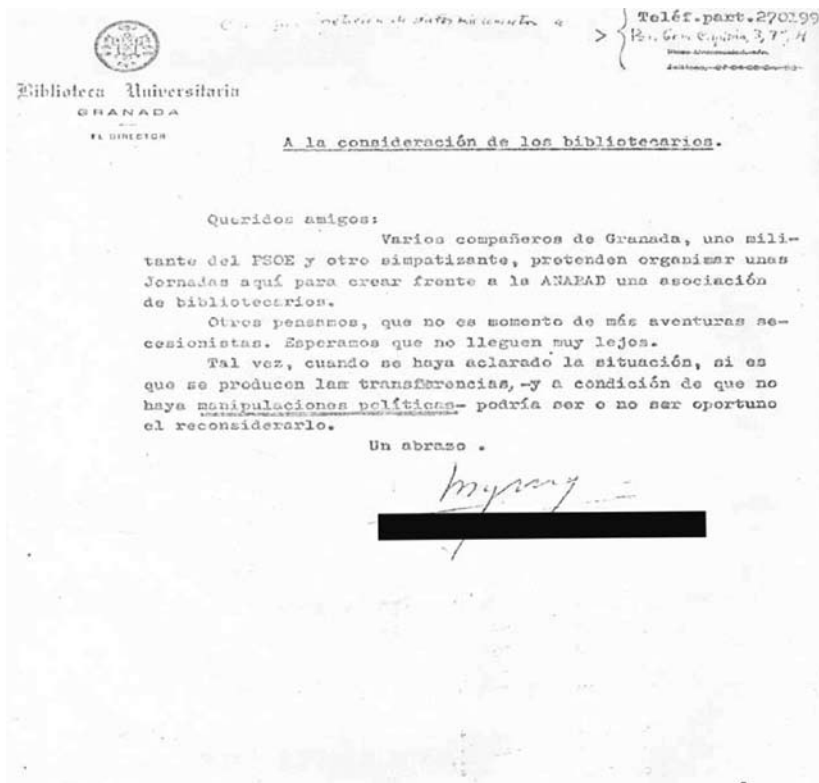 de datos
Teléf.part.270199
>
Biblioteca Universitaria
GRANADA
EL DIRECTOR
A la consideración de los bibliotecarios.
Queridos amigos:
Varios compañeros de Granada, uno mili-
tante del PSOE y otro simpatizante, pretenden organizar unas
Jornadas aquí para crear frente a la ANABAD una asociación
de bibliotecarios.
Otros pensamos, que no es momento de más aventuras se-
cesionistas. Esperamos que no lleguen muy lejos.
Tal vez, cuando se haya aclarado la situación, si es
que se producen las transferencias, -y a condición de que no
haya manipulaciones políticas- podría ser o no ser oportuno
el reconsiderarlo.
Un abrazo .